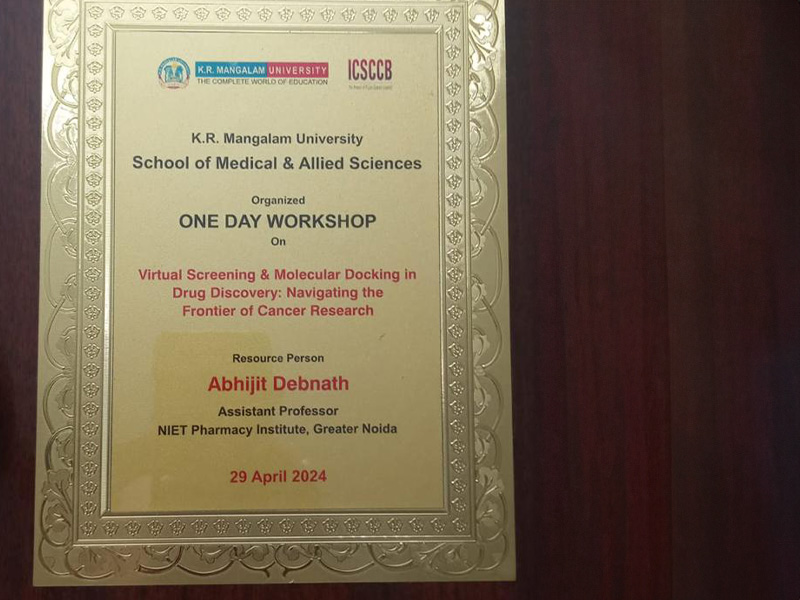 K.R. MANGALAM UNIVERSITY
THE COMPLETE WORLD OF EDUCATION
ICSCCB
K.R. Mangalam University
School of Medical & Allied Sciences
Organized
ONE DAY WORKSHOP
On
Virtual Screening & Molecular Docking in
Drug Discovery: Navigating the
Frontier of Cancer Research
Resource Person
Abhijit Debnath
Assistant Professor
NIET Pharmacy Institute, Greater Noida
29 April 2024